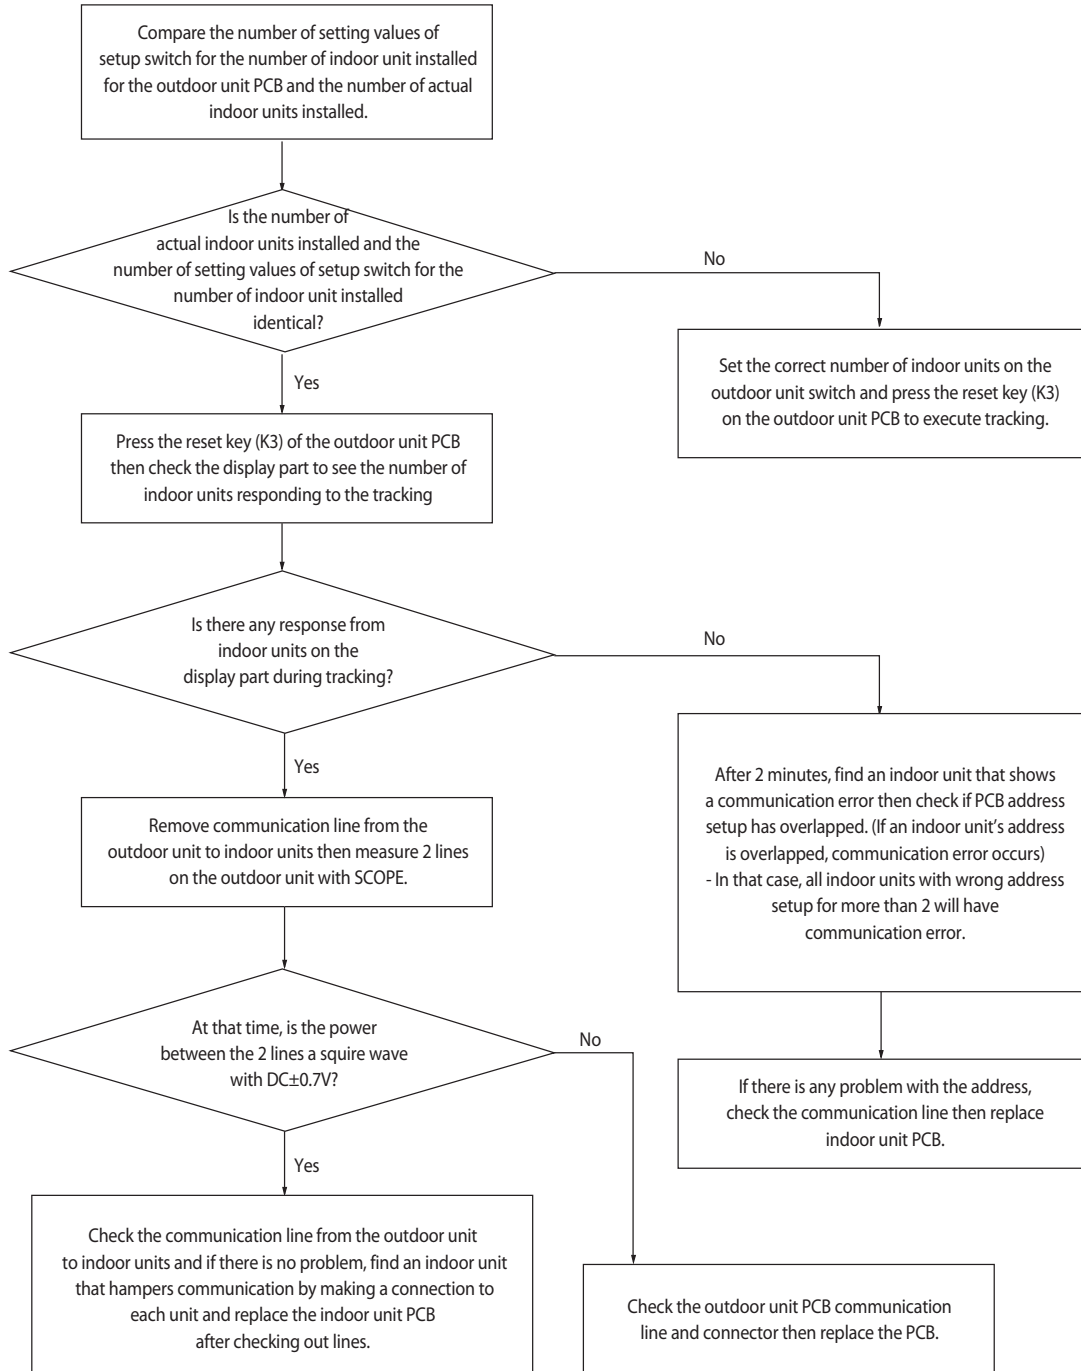 Compare the number of setting values of
setup switch for the number of indoor unit installed
for the outdoor unit PCB and the number of actual
indoor units installed.
Is the number of
actual indoor units installed and the
number of setting values of setup switch for the
number of indoor unit installed
identical?
No
Set the correct number of indoor units on the
outdoor unit switch and press the reset key (K3)
on the outdoor unit PCB to execute tracking.
Yes
Press the reset key (K3) of the outdoor unit PCB
then check the display part to see the number of
indoor units responding to the tracking
Is there any response from
indoor units on the
display part during tracking?
No
After 2 minutes, find an indoor unit that shows
a communication error then check if PCB address
setup has overlapped. (If an indoor unit's address
is overlapped, communication error occurs)
- In that case, all indoor units with wrong address
setup for more than 2 will have
communication error.
If there is any problem with the address,
check the communication line then replace
indoor unit PCB.
Yes
Remove communication line from the
outdoor unit to indoor units then measure 2 lines
on the outdoor unit with SCOPE.
At that time, is the power
between the 2 lines a squire wave
with DC±0.7V?
No
Yes
Check the communication line from the outdoor unit
to indoor units and if there is no problem, find an indoor unit
that hampers communication by making a connection to
each unit and replace the indoor unit PCB
after checking out lines.
Check the outdoor unit PCB communication
line and connector then replace the PCB.